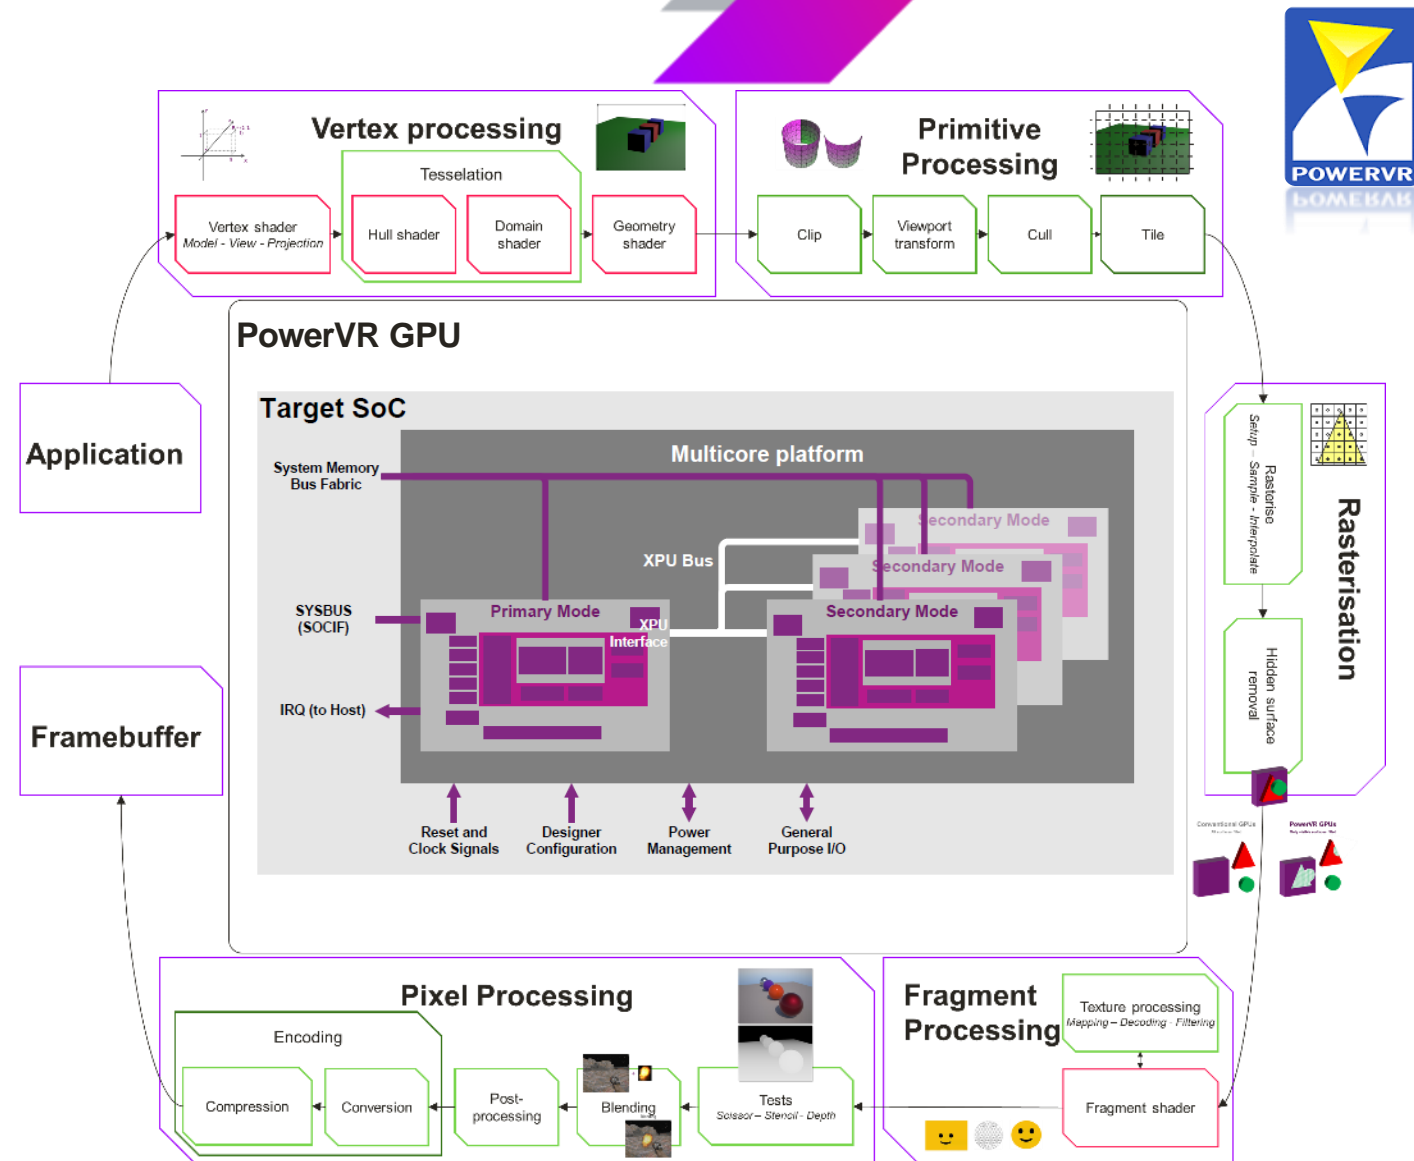 POWERVR
Vertex processing
Tesselation
Vertex shader
Model - View - Projection
Hull shader
Domain
shader
Geometry
shader
Primitive
Processing
Clip
Viewport
transform
Cull
Tile
PowerVR GPU
Target SoC
Multicore platform
System Memory
Bus Fabric
XPU Bus
Secondary Mode
Secondary Mode
Secondary Mode
Primary Mode
XPU
Interface
SYSBUS
(SOCIF)
IRQ (to Host)
Reset and
Clock Signals
Designer
Configuration
Power
Management
General
Purpose I/O
Application
Framebuffer
Rasterisation
Rasterise
Setup – Sample - Interpolate
Hidden surface
removal
Conventional GPUs
PowerVR GPUs
Fragment
Processing
Texture processing
Mapping – Decoding - Filtering
Fragment shader
Pixel Processing
Tests
Scissor – Stencil - Depth
Blending
Post-
processing
Encoding
Conversion
Compression